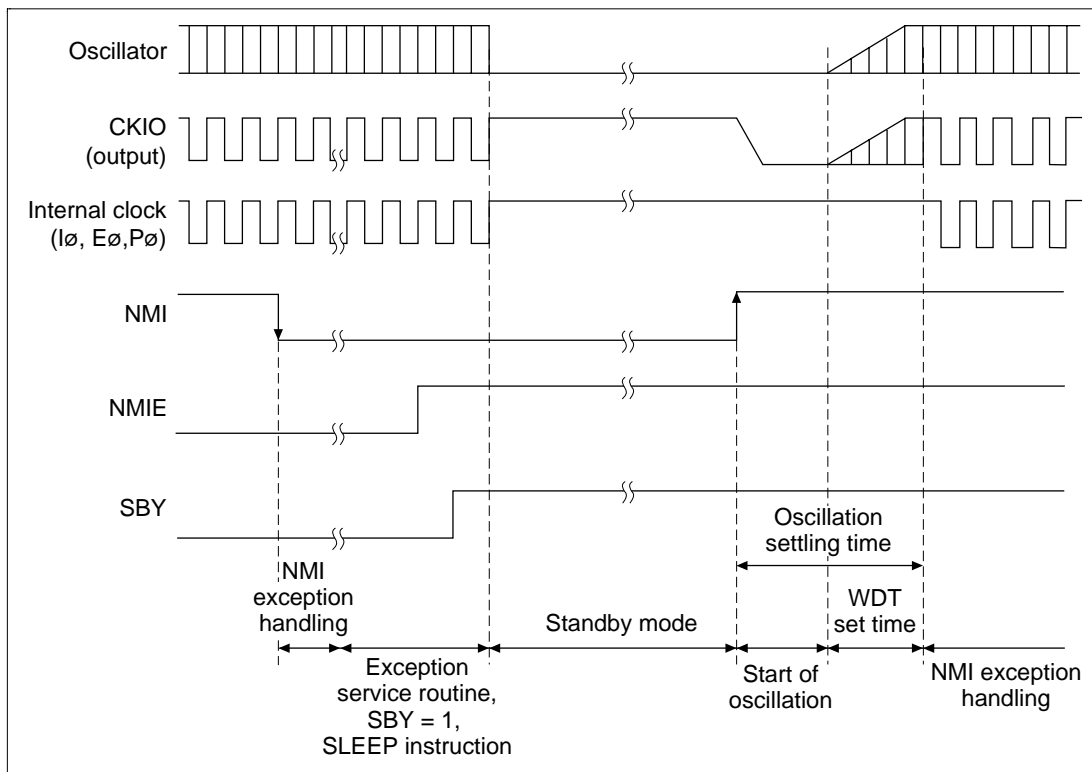 Oscillator
CKIO
(output)
Internal clock
(Iø, Eø,Pø)
NMI
NMIE
SBY
Oscillation
settling time
NMI
exception
handling
WDT
set time
Standby mode
Exception
service routine,
SBY = 1,
SLEEP instruction
Start of
oscillation
NMI exception
handling